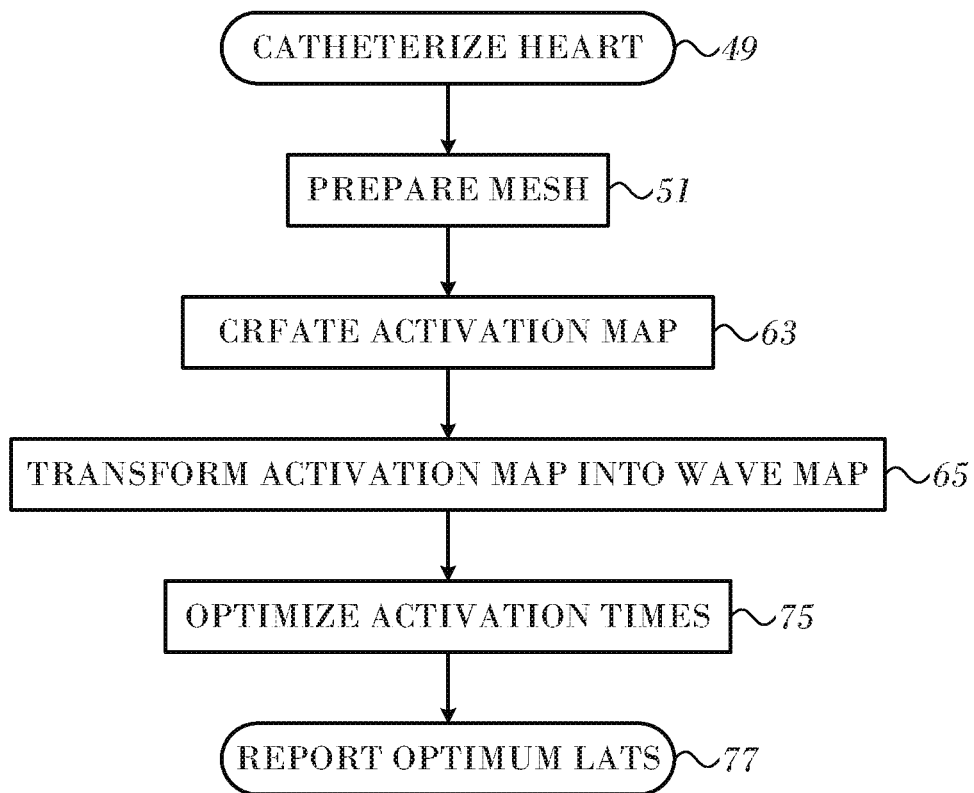 CATHETERIZE HEART 49
PREPARE MESH 51
CRFATE ACTIVATION MAP 63
TRANSFORM ACTIVATION MAP INTO WAVE MAP 65
OPTIMIZE ACTIVATION TIMES 75
REPORT OPTIMUM LATS 77